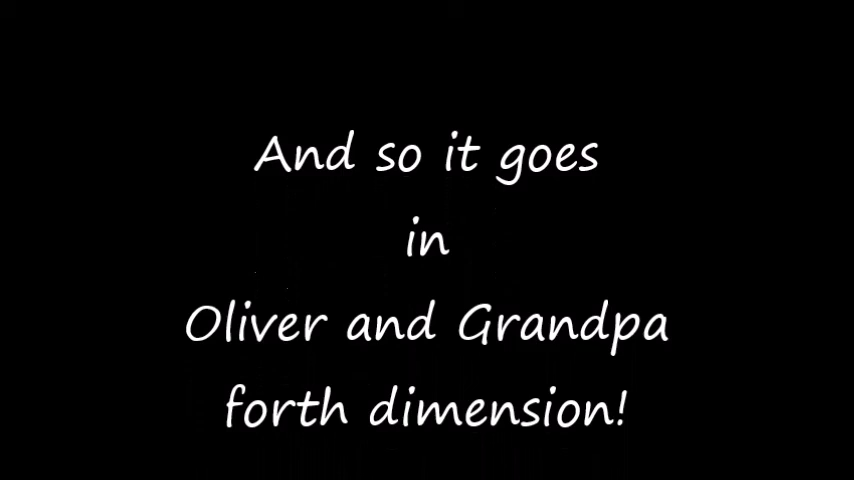 And so it goes
in
Oliver and Grandpa
forth dimension!